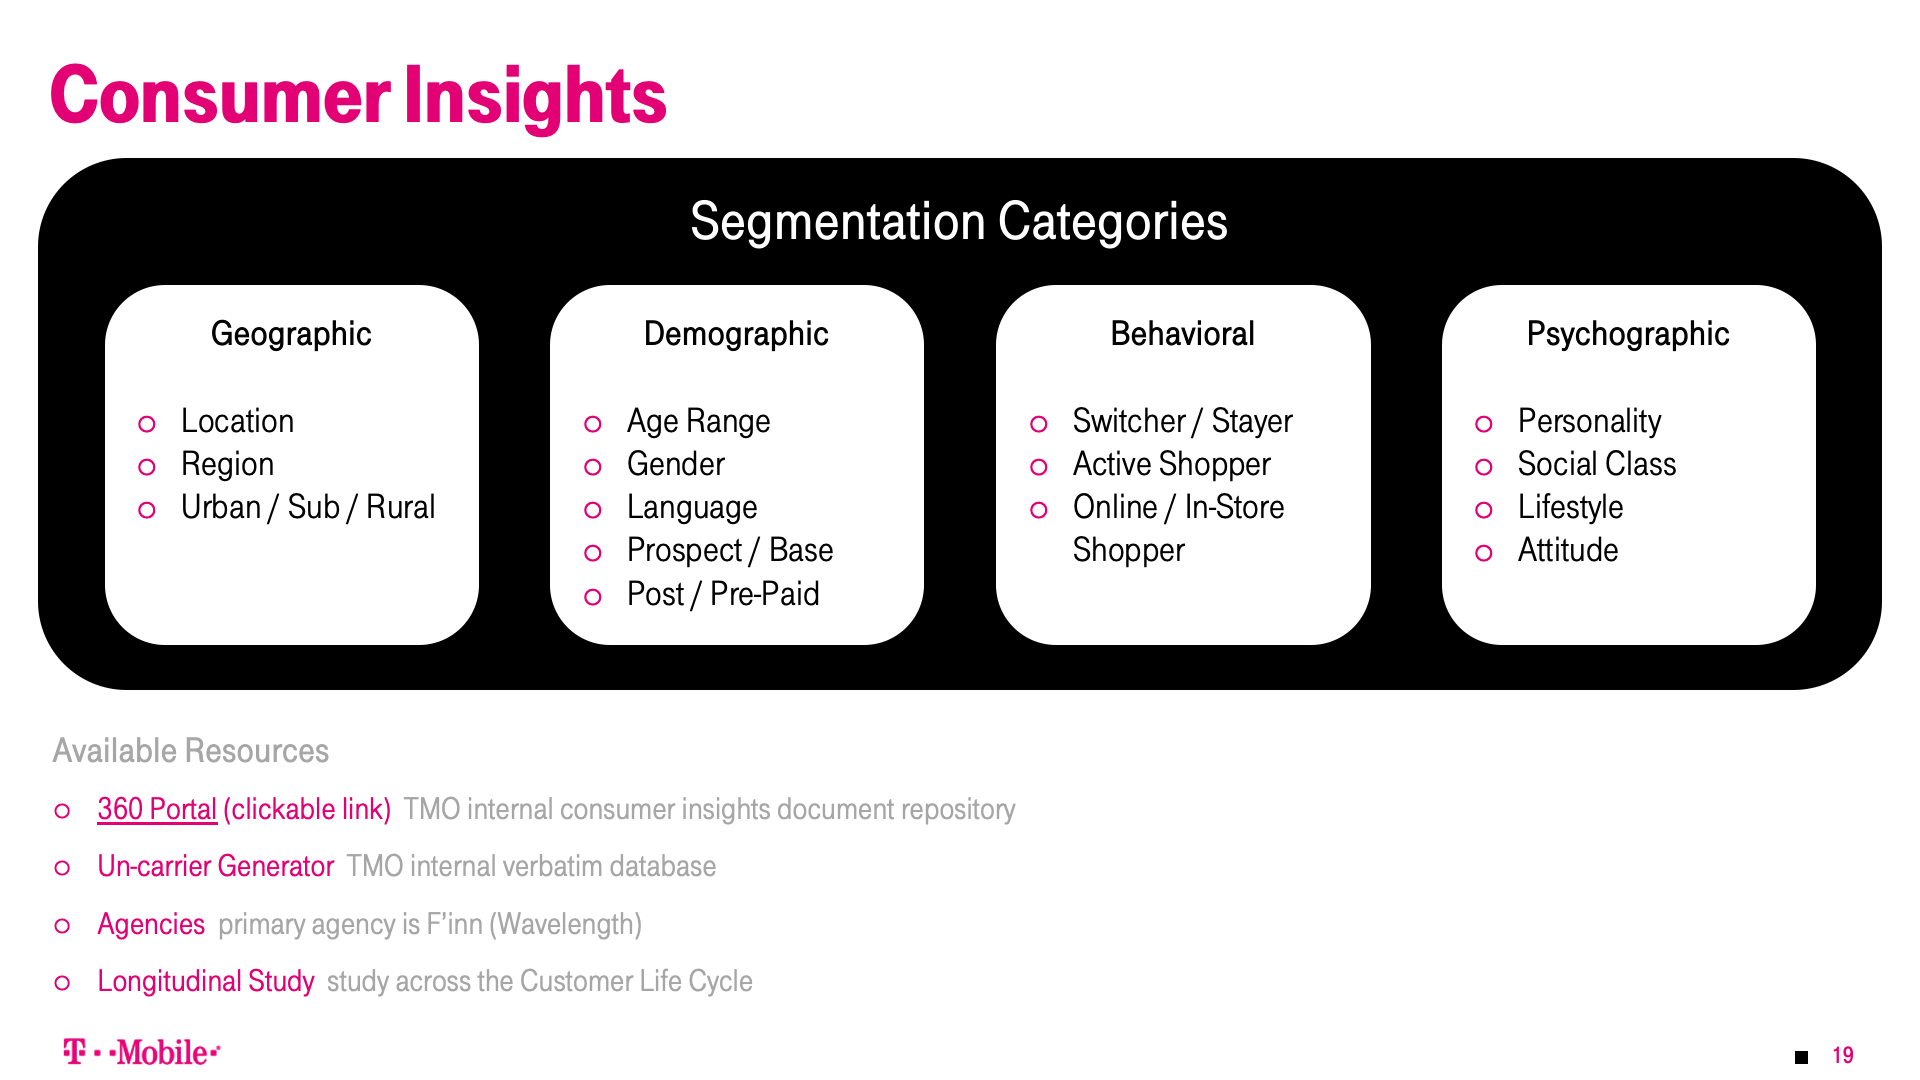 Consumer Insights
Segmentation Categories
Geographic
Location
Region
Urban / Sub / Rural
Demographic
Age Range
Gender
Language
Prospect / Base
Post / Pre-Paid
Behavioral
Switcher / Stayer
Active Shopper
Online / In-Store
Shopper
Psychographic
Personality
Social Class
Lifestyle
Attitude
Available Resources
360 Portal (clickable link) TMO internal consumer insights document repository
Un-carrier Generator TMO internal verbatim database
Agencies primary agency is F’inn (Wavelength)
Longitudinal Study study across the Customer Life Cycle
T··Mobile·
19